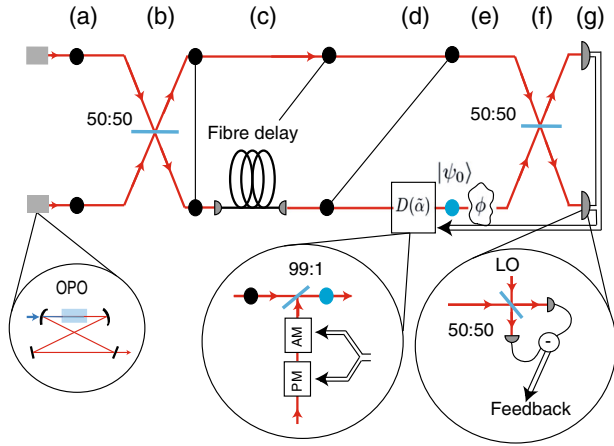 (a) (b) (c) (d) (e) (f) (g)
50:50
Fibre delay
50:50
|ψ₀⟩
D(α̃)
ϕ
OPO
99:1
AM
PM
LO
50:50
-
Feedback